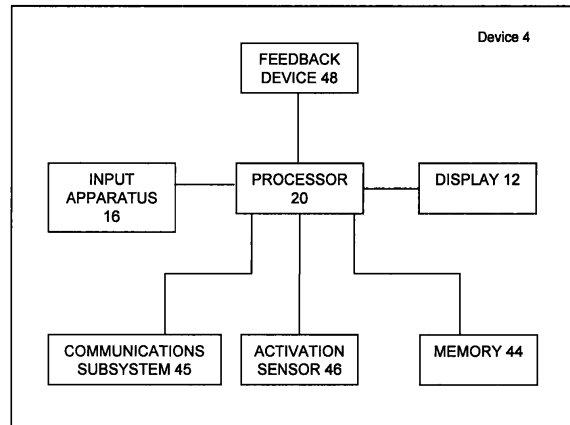 Device 4
FEEDBACK
DEVICE 48
INPUT
APPARATUS
16
PROCESSOR
20
DISPLAY 12
COMMUNICATIONS
SUBSYSTEM 45
ACTIVATION
SENSOR 46
MEMORY 44